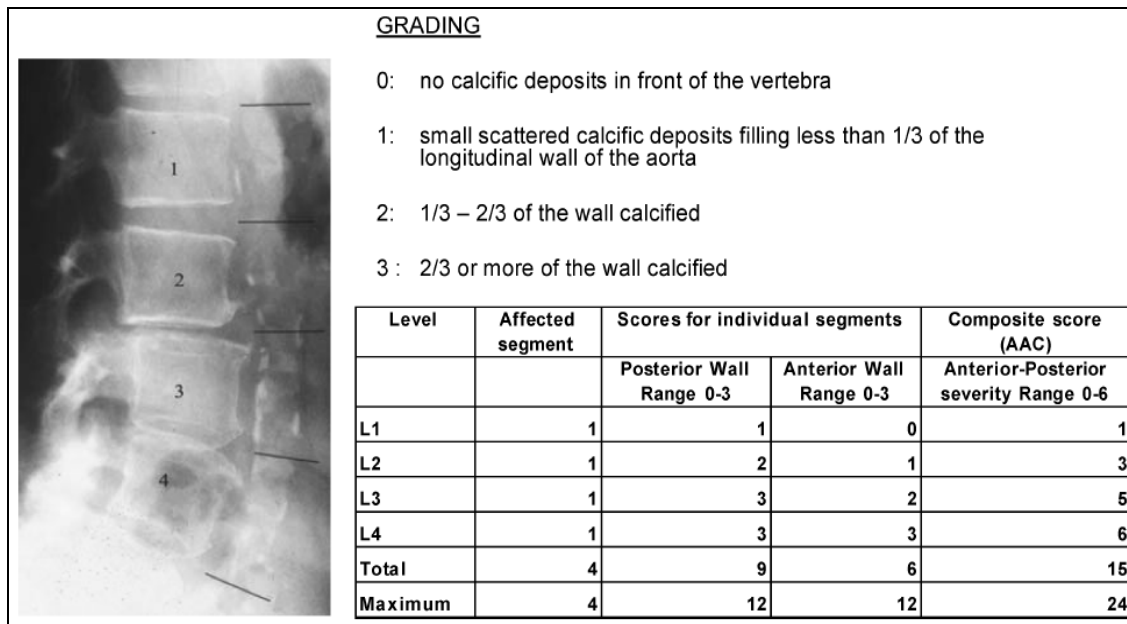 GRADING
0: no calcific deposits in front of the vertebra
1: small scattered calcific deposits filling less than 1/3 of the
longitudinal wall of the aorta
2: 1/3 – 2/3 of the wall calcified
3 : 2/3 or more of the wall calcified
1
2
3
4
Level Affected segment Scores for individual segments Composite score (AAC)
Posterior Wall Range 0-3 Anterior Wall Range 0-3 Anterior-Posterior severity Range 0-6
L1 1 1 0 1
L2 1 2 1 3
L3 1 3 2 5
L4 1 3 3 6
Total 4 9 6 15
Maximum 4 12 12 24